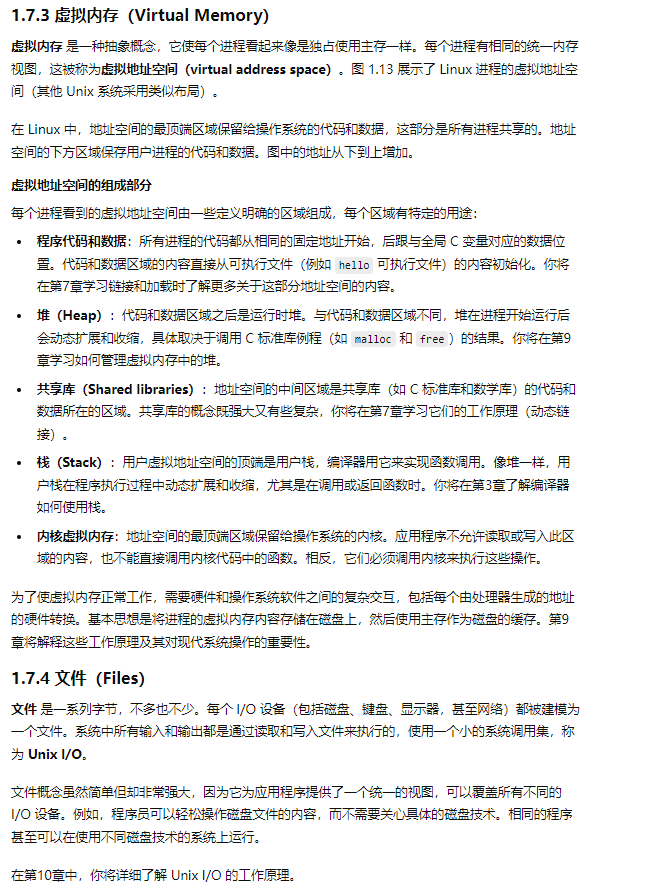 1.7.3 虚拟内存（Virtual Memory）
虚拟内存 是一种抽象概念，它使每个进程看起来像是独占使用主存一样。每个进程有相同的统一内存
视图，这被称为虚拟地址空间（virtual address space）。图 1.13 展示了 Linux 进程的虚拟地址空
间（其他 Unix 系统采用类似布局）。
在 Linux 中，地址空间的最顶端区域保留给操作系统的代码和数据，这部分是所有进程共享的。地址
空间的下方区域保存用户进程的代码和数据。图中的地址从下到上增加。
虚拟地址空间的组成部分
每个进程看到的虚拟地址空间由一些定义明确的区域组成，每个区域有特定的用途：
• 程序代码和数据：所有进程的代码都从相同的固定地址开始，后跟与全局 C 变量对应的数据位
置。代码和数据区域的内容直接从可执行文件（例如 hello 可执行文件）的内容初始化。你将
在第7章学习链接和加载时了解更多关于这部分地址空间的内容。
• 堆（Heap）：代码和数据区域之后是运行时堆。与代码和数据区域不同，堆在进程开始运行后
会动态扩展和收缩，具体取决于调用 C 标准库例程（如 malloc 和 free ）的结果。你将在第9
章学习如何管理虚拟内存中的堆。
• 共享库（Shared libraries）：地址空间的中间区域是共享库（如 C 标准库和数学库）的代码和
数据所在的区域。共享库的概念既强大又有些复杂，你将在第7章学习它们的工作原理（动态链
接）。
• 栈（Stack）：用户虚拟地址空间的顶端是用户栈，编译器用它来实现函数调用。像堆一样，用
户栈在程序执行过程中动态扩展和收缩，尤其是在调用或返回函数时。你将在第3章了解编译器
如何使用栈。
• 内核虚拟内存：地址空间的最顶端区域保留给操作系统的内核。应用程序不允许读取或写入此区
域的内容，也不能直接调用内核代码中的函数。相反，它们必须调用内核来执行这些操作。
为了使虚拟内存正常工作，需要硬件和操作系统软件之间的复杂交互，包括每个由处理器生成的地址
的硬件转换。基本思想是将进程的虚拟内存内容存储在磁盘上，然后使用主存作为磁盘的缓存。第9
章将解释这些工作原理及其对现代系统操作的重要性。
1.7.4 文件（Files）
文件 是一系列字节，不多也不少。每个 I/O 设备（包括磁盘、键盘、显示器，甚至网络）都被建模为
一个文件。系统中所有输入和输出都是通过读取和写入文件来执行的，使用一个小的系统调用集，称
为 Unix I/O。
文件概念虽然简单但却非常强大，因为它为应用程序提供了一个统一的视图，可以覆盖所有不同的
I/O 设备。例如，程序员可以轻松操作磁盘文件的内容，而不需要关心具体的磁盘技术。相同的程序
甚至可以在使用不同磁盘技术的系统上运行。
在第10章中，你将详细了解 Unix I/O 的工作原理。